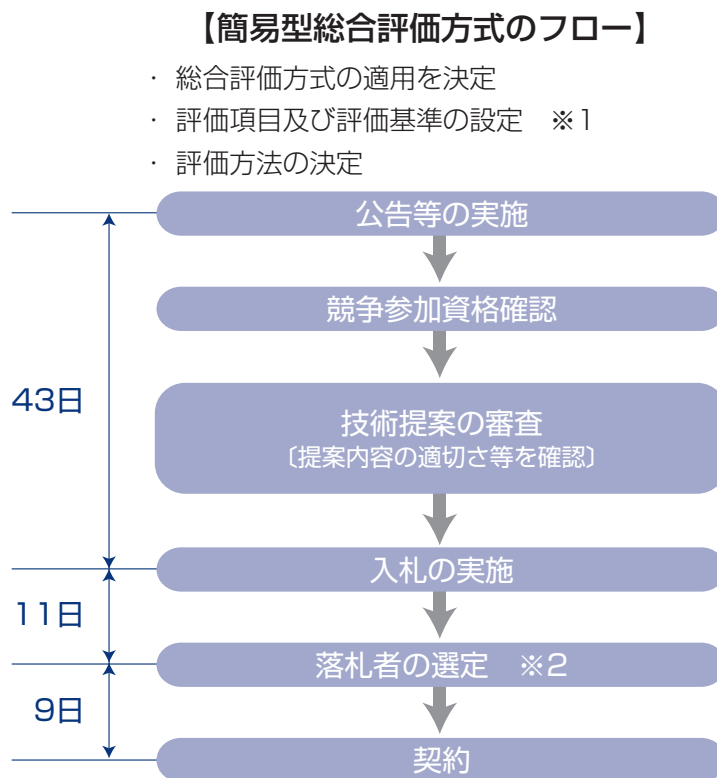 【簡易型総合評価方式のフロー】
・ 総合評価方式の適用を決定
・ 評価項目及び評価基準の設定　※1
・ 評価方法の決定
公告等の実施
競争参加資格確認
43日
技術提案の審査
〔提案内容の適切さ等を確認〕
入札の実施
11日
落札者の選定　※2
9日
契約